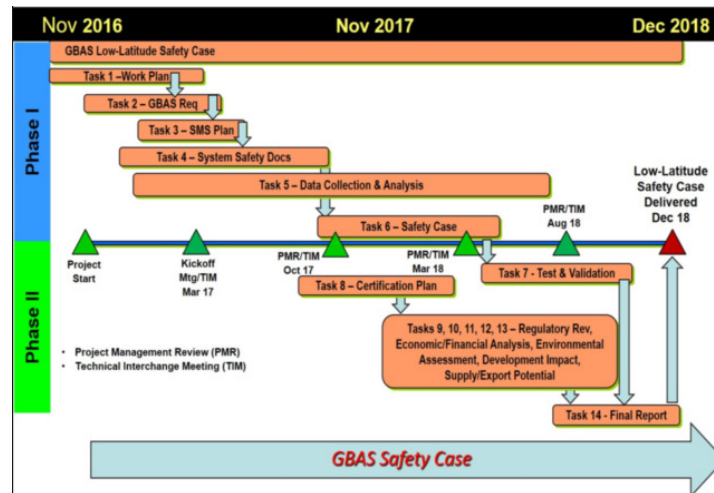 Nov 2016
Nov 2017
Dec 2018
GBAS Low-Latitude Safety Case
Phase I
Task 1 –Work Plan
Task 2 – GBAS Req
Task 3 – SMS Plan
Task 4 – System Safety Docs
Task 5 – Data Collection & Analysis
Task 6 – Safety Case
Low-Latitude
Safety Case
Delivered
Dec 18
PMR/TIM
Aug 18
Project
Start
Kickoff
Mtg/TIM
Mar 17
PMR/TIM
Oct 17
PMR/TIM
Mar 18
Phase II
Task 7 - Test & Validation
Task 8 – Certification Plan
Tasks 9, 10, 11, 12, 13 – Regulatory Rev,
Economic/Financial Analysis, Environmental
Assessment, Development Impact,
Supply/Export Potential
• Project Management Review (PMR)
• Technical Interchange Meeting (TIM)
Task 14 - Final Report
GBAS Safety Case